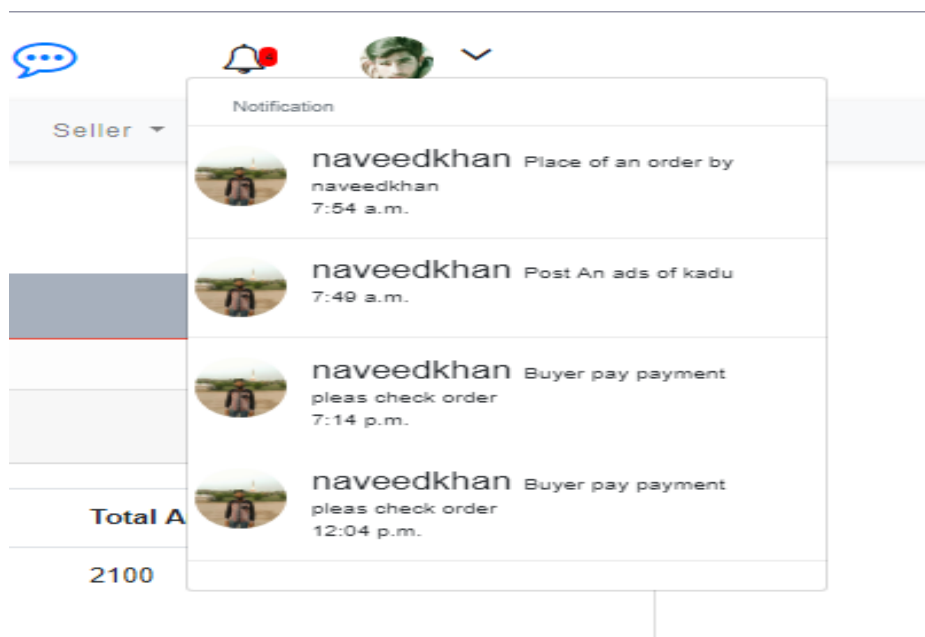 4
Notification
Seller
naveedkhan Place of an order by
naveedkhan
7:54 a.m.
naveedkhan Post An ads of kadu
7:49 a.m.
naveedkhan Buyer pay payment
pleas check order
7:14 p.m.
naveedkhan Buyer pay payment
pleas check order
12:04 p.m.
Total A
2100